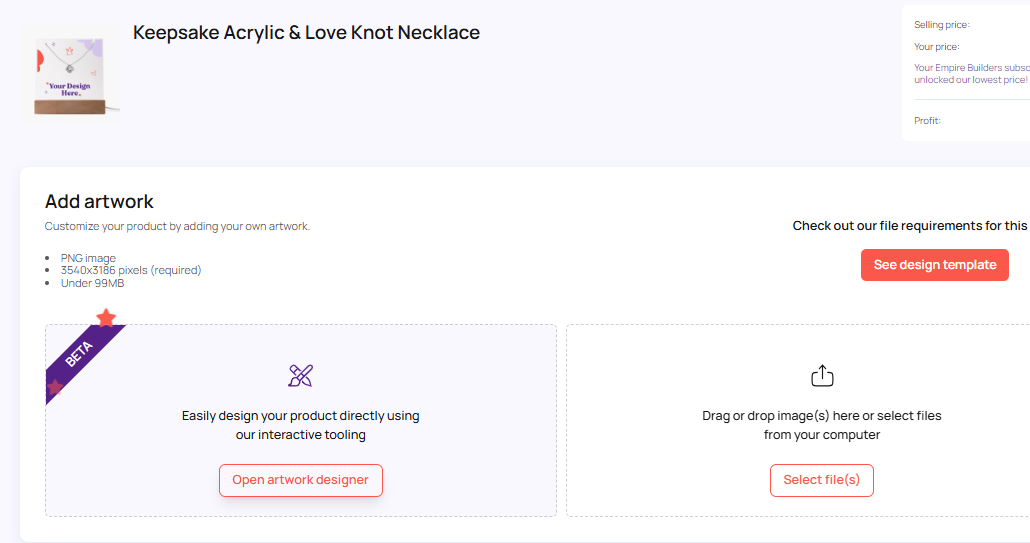 Keepsake Acrylic & Love Knot Necklace
"Your Design
Here"
Selling price:
Your price:
Your Empire Builders subsc
unlocked our lowest price!
Profit:
Add artwork
Customize your product by adding your own artwork.
Check out our file requirements for this
PNG image
3540x3186 pixels (required)
Under 99MB
See design template
BETA
Easily design your product directly using
our interactive tooling
Open artwork designer
Drag or drop image(s) here or select files
from your computer
Select file(s)